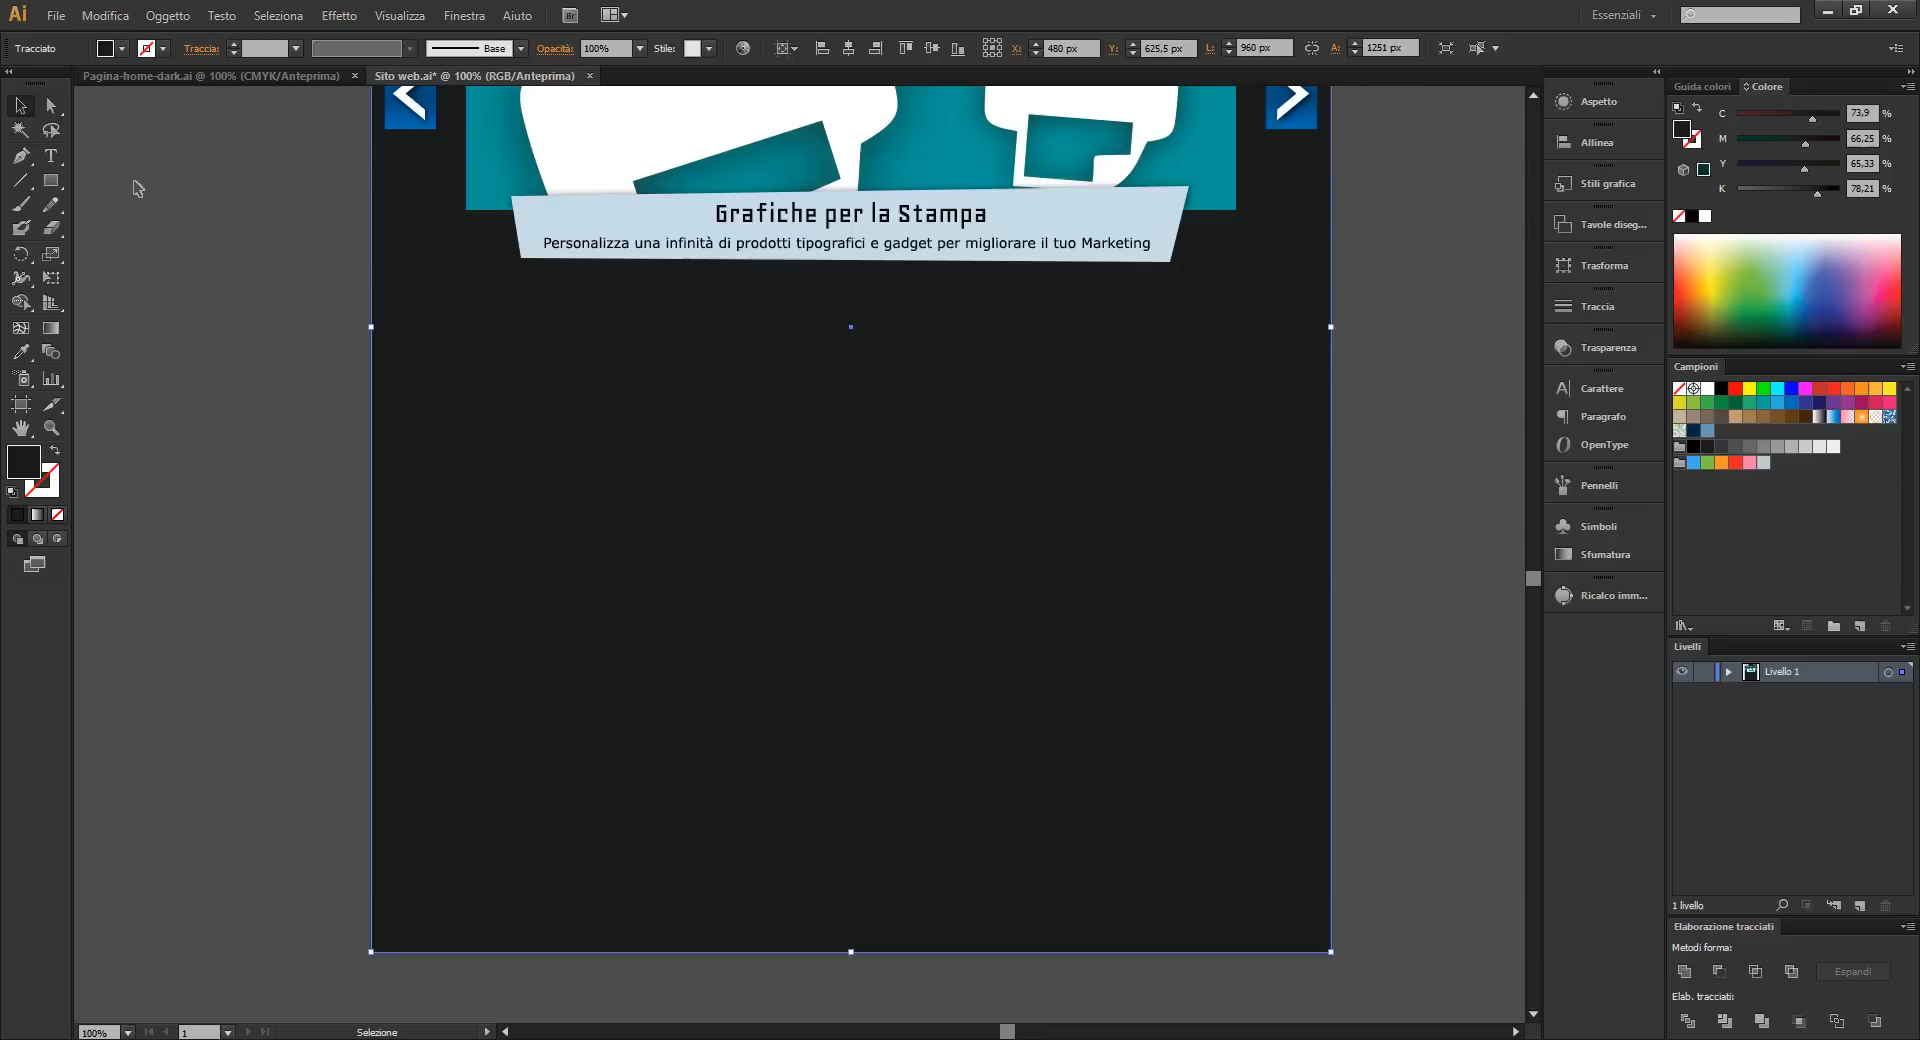 Ai File Modifica Oggetto Testo Seleziona Effetto Visualizza Finestra Aiuto Br Essenziali
Tracciato Traccia: Base Opacità: 100% Stile: X: 480 px Y: 625,5 px L: 960 px A: 1251 px
Pagina-home-dark.ai @ 100% (CMYK/Anteprima) × Sito web.ai* @ 100% (RGB/Anteprima) ×
Grafiche per la Stampa
Personalizza una infinità di prodotti tipografici e gadget per migliorare il tuo Marketing
Aspetto
Allinea
Stili grafica
Tavole diseg...
Trasforma
Traccia
Trasparenza
Carattere
Paragrafo
OpenType
Pennelli
Simboli
Sfumatura
Ricalco imm...
Guida colori Colore
C 73,9 %
M 66,25 %
Y 65,33 %
K 78,21 %
Campioni
Livelli
Livello 1
1 livello
Elaborazione tracciati
Metodi forma:
Espandi
Elab. tracciati:
100% 1 Selezione